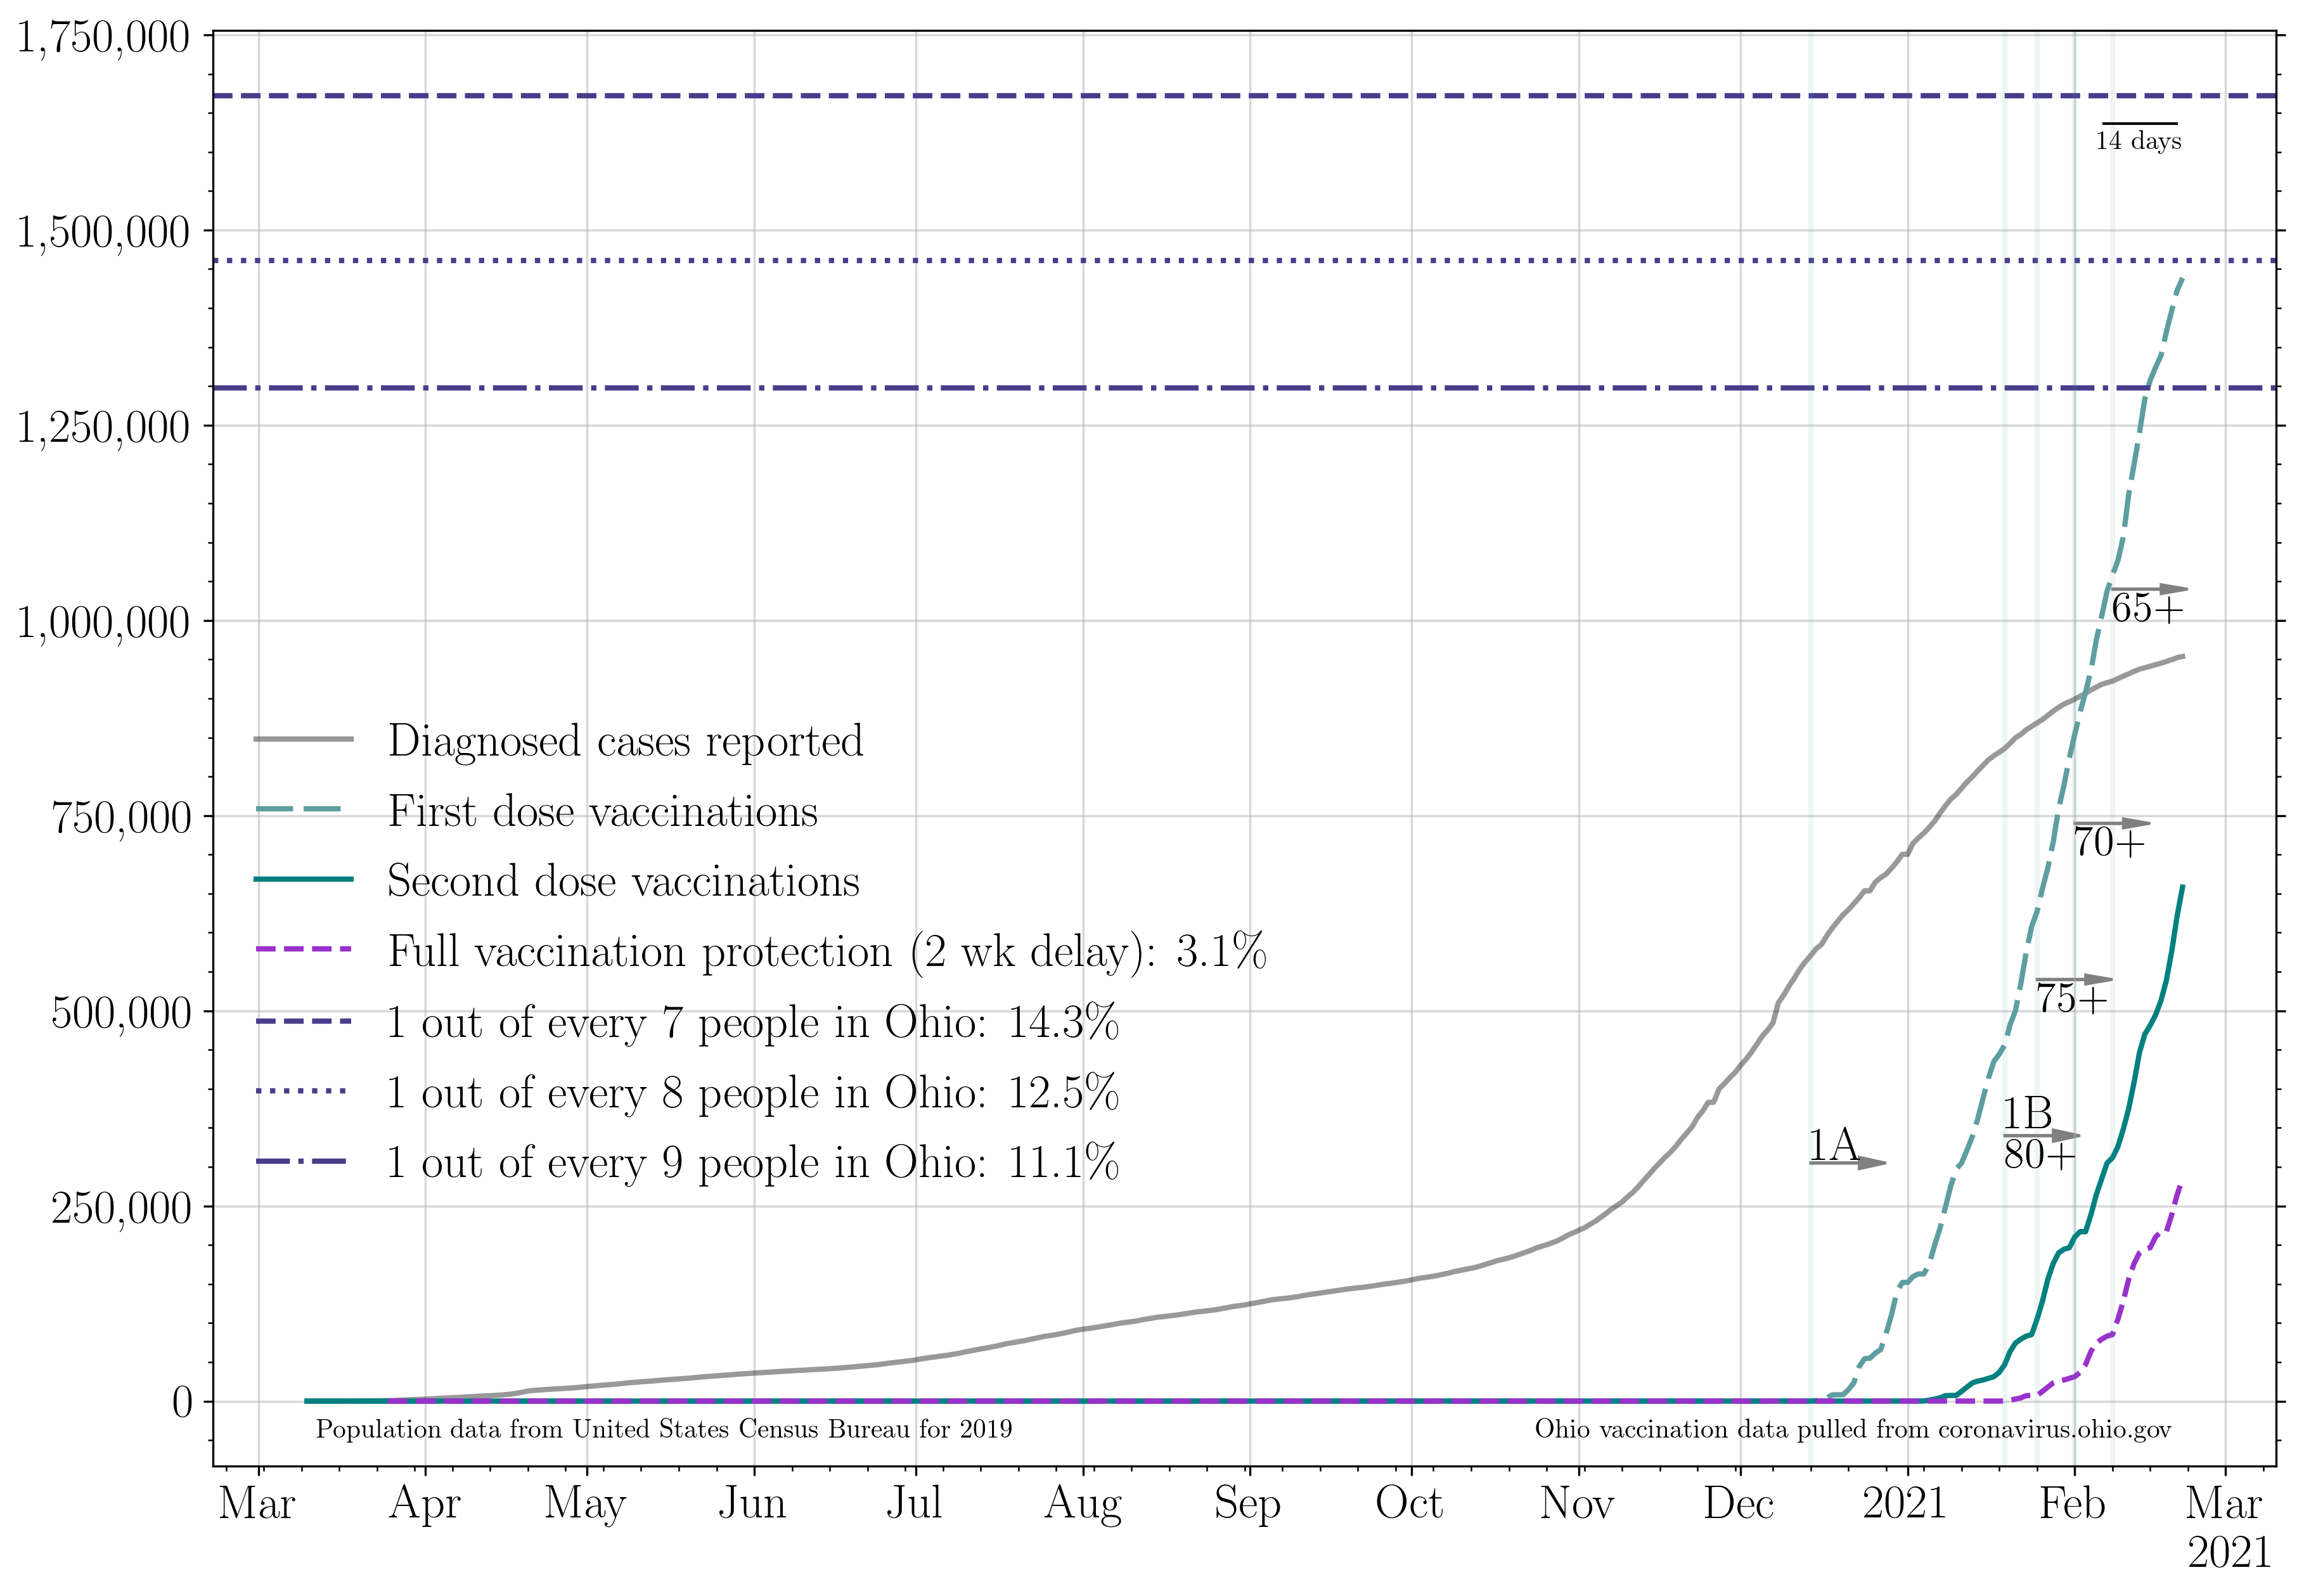 1,750,000
1,500,000
1,250,000
1,000,000
750,000
500,000
250,000
0
14 days
65+
70+
75+
1B
80+
1A
Diagnosed cases reported
First dose vaccinations
Second dose vaccinations
Full vaccination protection (2 wk delay): 3.1%
1 out of every 7 people in Ohio: 14.3%
1 out of every 8 people in Ohio: 12.5%
1 out of every 9 people in Ohio: 11.1%
Population data from United States Census Bureau for 2019
Ohio vaccination data pulled from coronavirus.ohio.gov
Mar Apr May Jun Jul Aug Sep Oct Nov Dec 2021 Feb Mar
2021